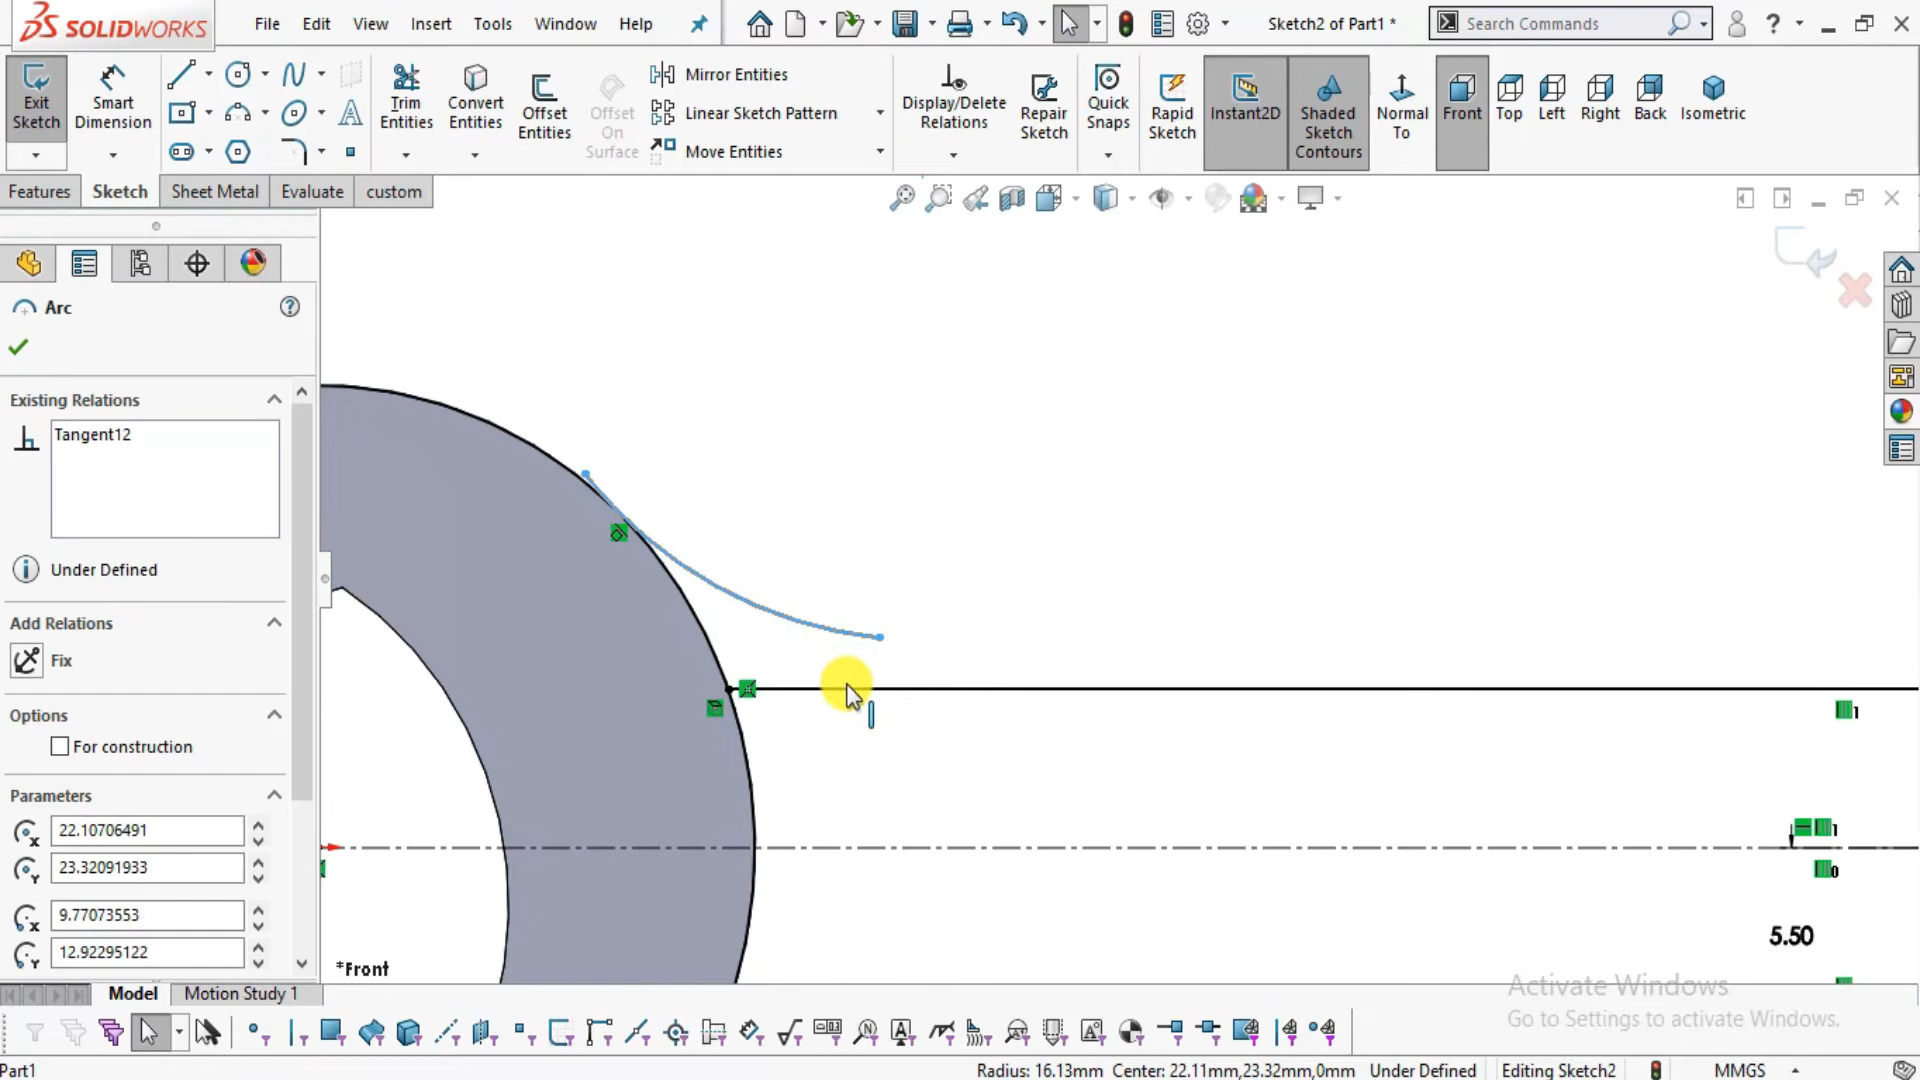 SOLIDWORKS
File Edit View Insert Tools Window Help
Sketch2 of Part1 *
Search Commands
Exit Sketch
Smart Dimension
Trim Entities
Convert Entities
Offset Entities
Offset On Surface
Mirror Entities
Linear Sketch Pattern
Move Entities
Display/Delete Relations
Repair Sketch
Quick Snaps
Rapid Sketch
Instant2D
Shaded Sketch Contours
Normal To
Front
Top
Left
Right
Back
Isometric
Features Sketch Sheet Metal Evaluate custom
Arc
Existing Relations
Tangent12
Under Defined
Add Relations
Fix
Options
For construction
Parameters
22.10706491
23.32091933
9.77073553
12.92295122
1
1
0
5.50
*Front
Activate Windows
Go to Settings to activate Windows.
Model Motion Study 1
Part1
Radius: 16.13mm Center: 22.11mm,23.32mm,0mm Under Defined Editing Sketch2 MMGS